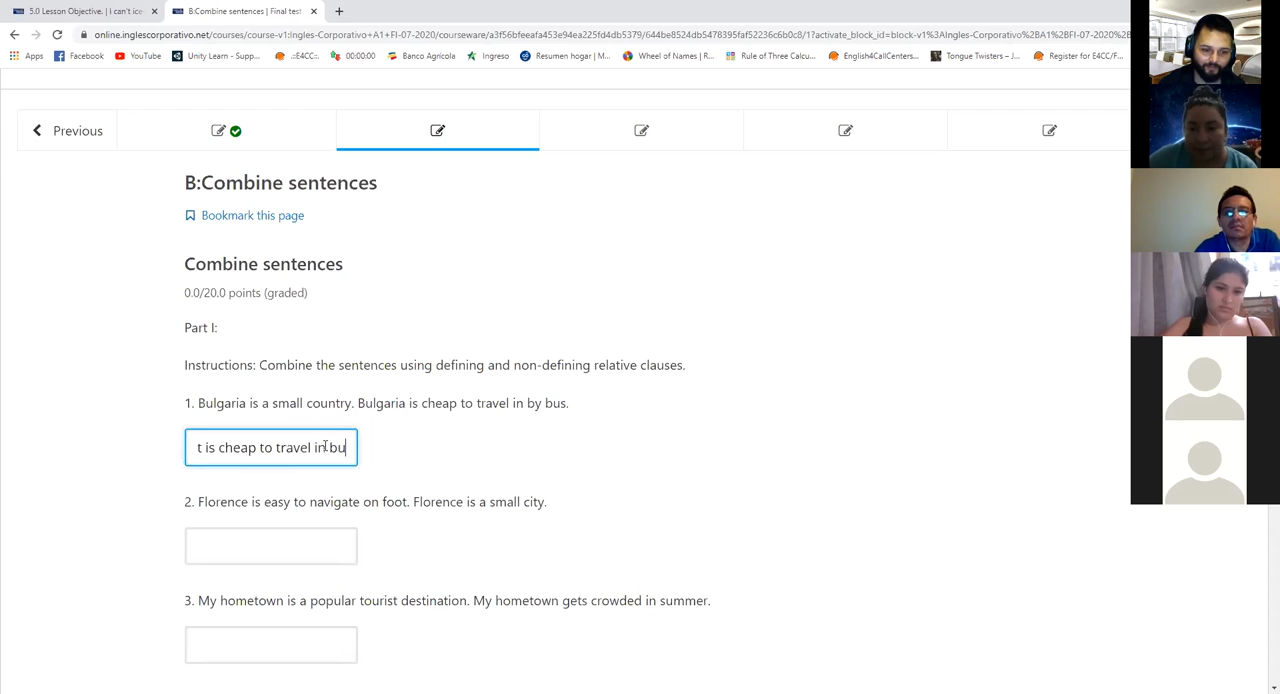 5.0 Lesson Objective. | I can't ice
B:Combine sentences | Final test
online.inglescorporativo.net/courses/course-v1:Ingles-Corporativo+A1+FI-07-2020/courseware/a3f56bfeefa453e94ea225fd4db5379/644be8524db5478395faf52236c6b0c8/1?activate_block_id=block-v1%3AIngles-Corporativo%2BA1%2BFI-07-2020%2B
Apps
Facebook
YouTube
Unity Learn - Supp...
.::E4CC::.
00:00:00
Banco Agrícola
Ingreso
Resumen hogar | M...
Wheel of Names | R...
Rule of Three Calcu...
English4CallCenters...
Tongue Twisters – J...
Register for E4CC/F...
Previous
B:Combine sentences
Bookmark this page
Combine sentences
0.0/20.0 points (graded)
Part I:
Instructions: Combine the sentences using defining and non-defining relative clauses.
1. Bulgaria is a small country. Bulgaria is cheap to travel in by bus.
t is cheap to travel in bu
2. Florence is easy to navigate on foot. Florence is a small city.
3. My hometown is a popular tourist destination. My hometown gets crowded in summer.